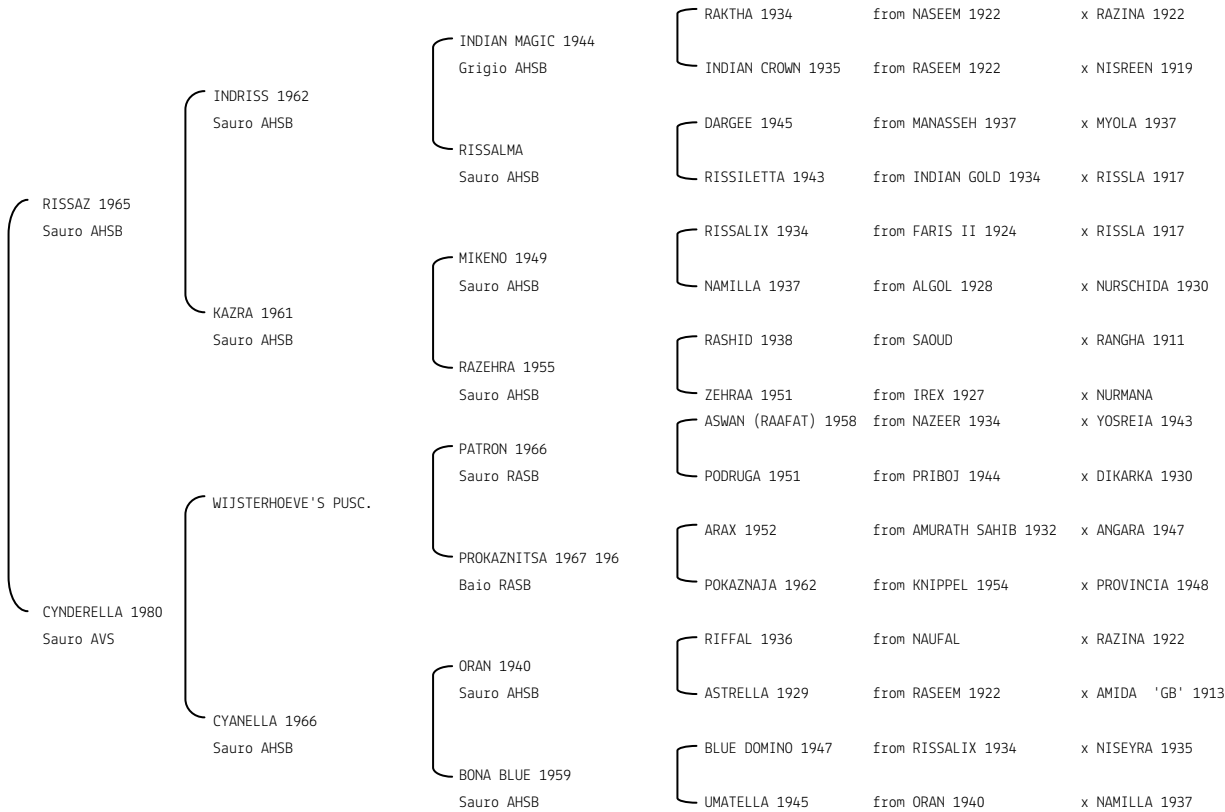 RAKTHA 1934 from NASEEM 1922 x RAZINA 1922
INDIAN MAGIC 1944
Grigio AHSB INDIAN CROWN 1935 from RASEEM 1922 x NISREEN 1919
INDRISS 1962
Sauro AHSB DARGEE 1945 from MANASSEH 1937 x MYOLA 1937
RISSALMA
Sauro AHSB RISSILETTA 1943 from INDIAN GOLD 1934 x RISSLA 1917
RISSAZ 1965
Sauro AHSB RISSALIX 1934 from FARIS II 1924 x RISSLA 1917
MIKENO 1949
Sauro AHSB NAMILLA 1937 from ALGOL 1928 x NURSCHIDA 1930
KAZRA 1961
Sauro AHSB RASHID 1938 from SAOUD x RANGHA 1911
RAZEHRA 1955
Sauro AHSB ZEHRAA 1951 from IREX 1927 x NURMANA
ASWAN (RAAFAT) 1958 from NAZEER 1934 x YOSREIA 1943
PATRON 1966
Sauro RASB PODRUGA 1951 from PRIBOJ 1944 x DIKARKA 1930
WIJSTERHOEVE'S PUSC.
ARAX 1952 from AMURATH SAHIB 1932 x ANGARA 1947
PROKAZNITSA 1967 196
Baio RASB POKAZNAJA 1962 from KNIPPEL 1954 x PROVINCIA 1948
CYNDERELLA 1980
Sauro AVS RIFFAL 1936 from NAUFAL x RAZINA 1922
ORAN 1940
Sauro AHSB ASTRELLA 1929 from RASEEM 1922 x AMIDA 'GB' 1913
CYANELLA 1966
Sauro AHSB BLUE DOMINO 1947 from RISSALIX 1934 x NISEYRA 1935
BONA BLUE 1959
Sauro AHSB UMATELLA 1945 from ORAN 1940 x NAMILLA 1937